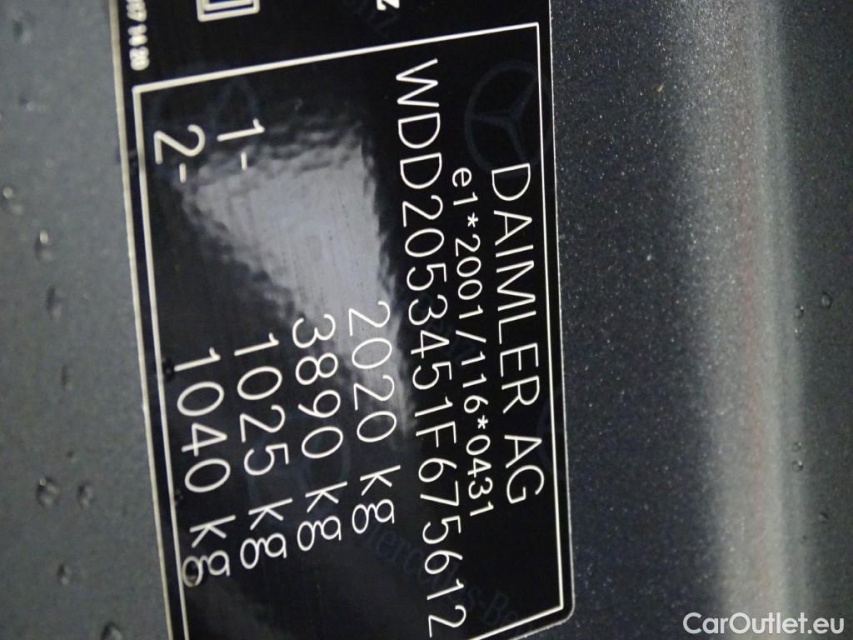 DAIMLER AG
e1*2001/116*0431
WDD2053451F675612
2020 kg
3890 kg
1- 1025 kg
2- 1040 kg
CarOutlet.eu